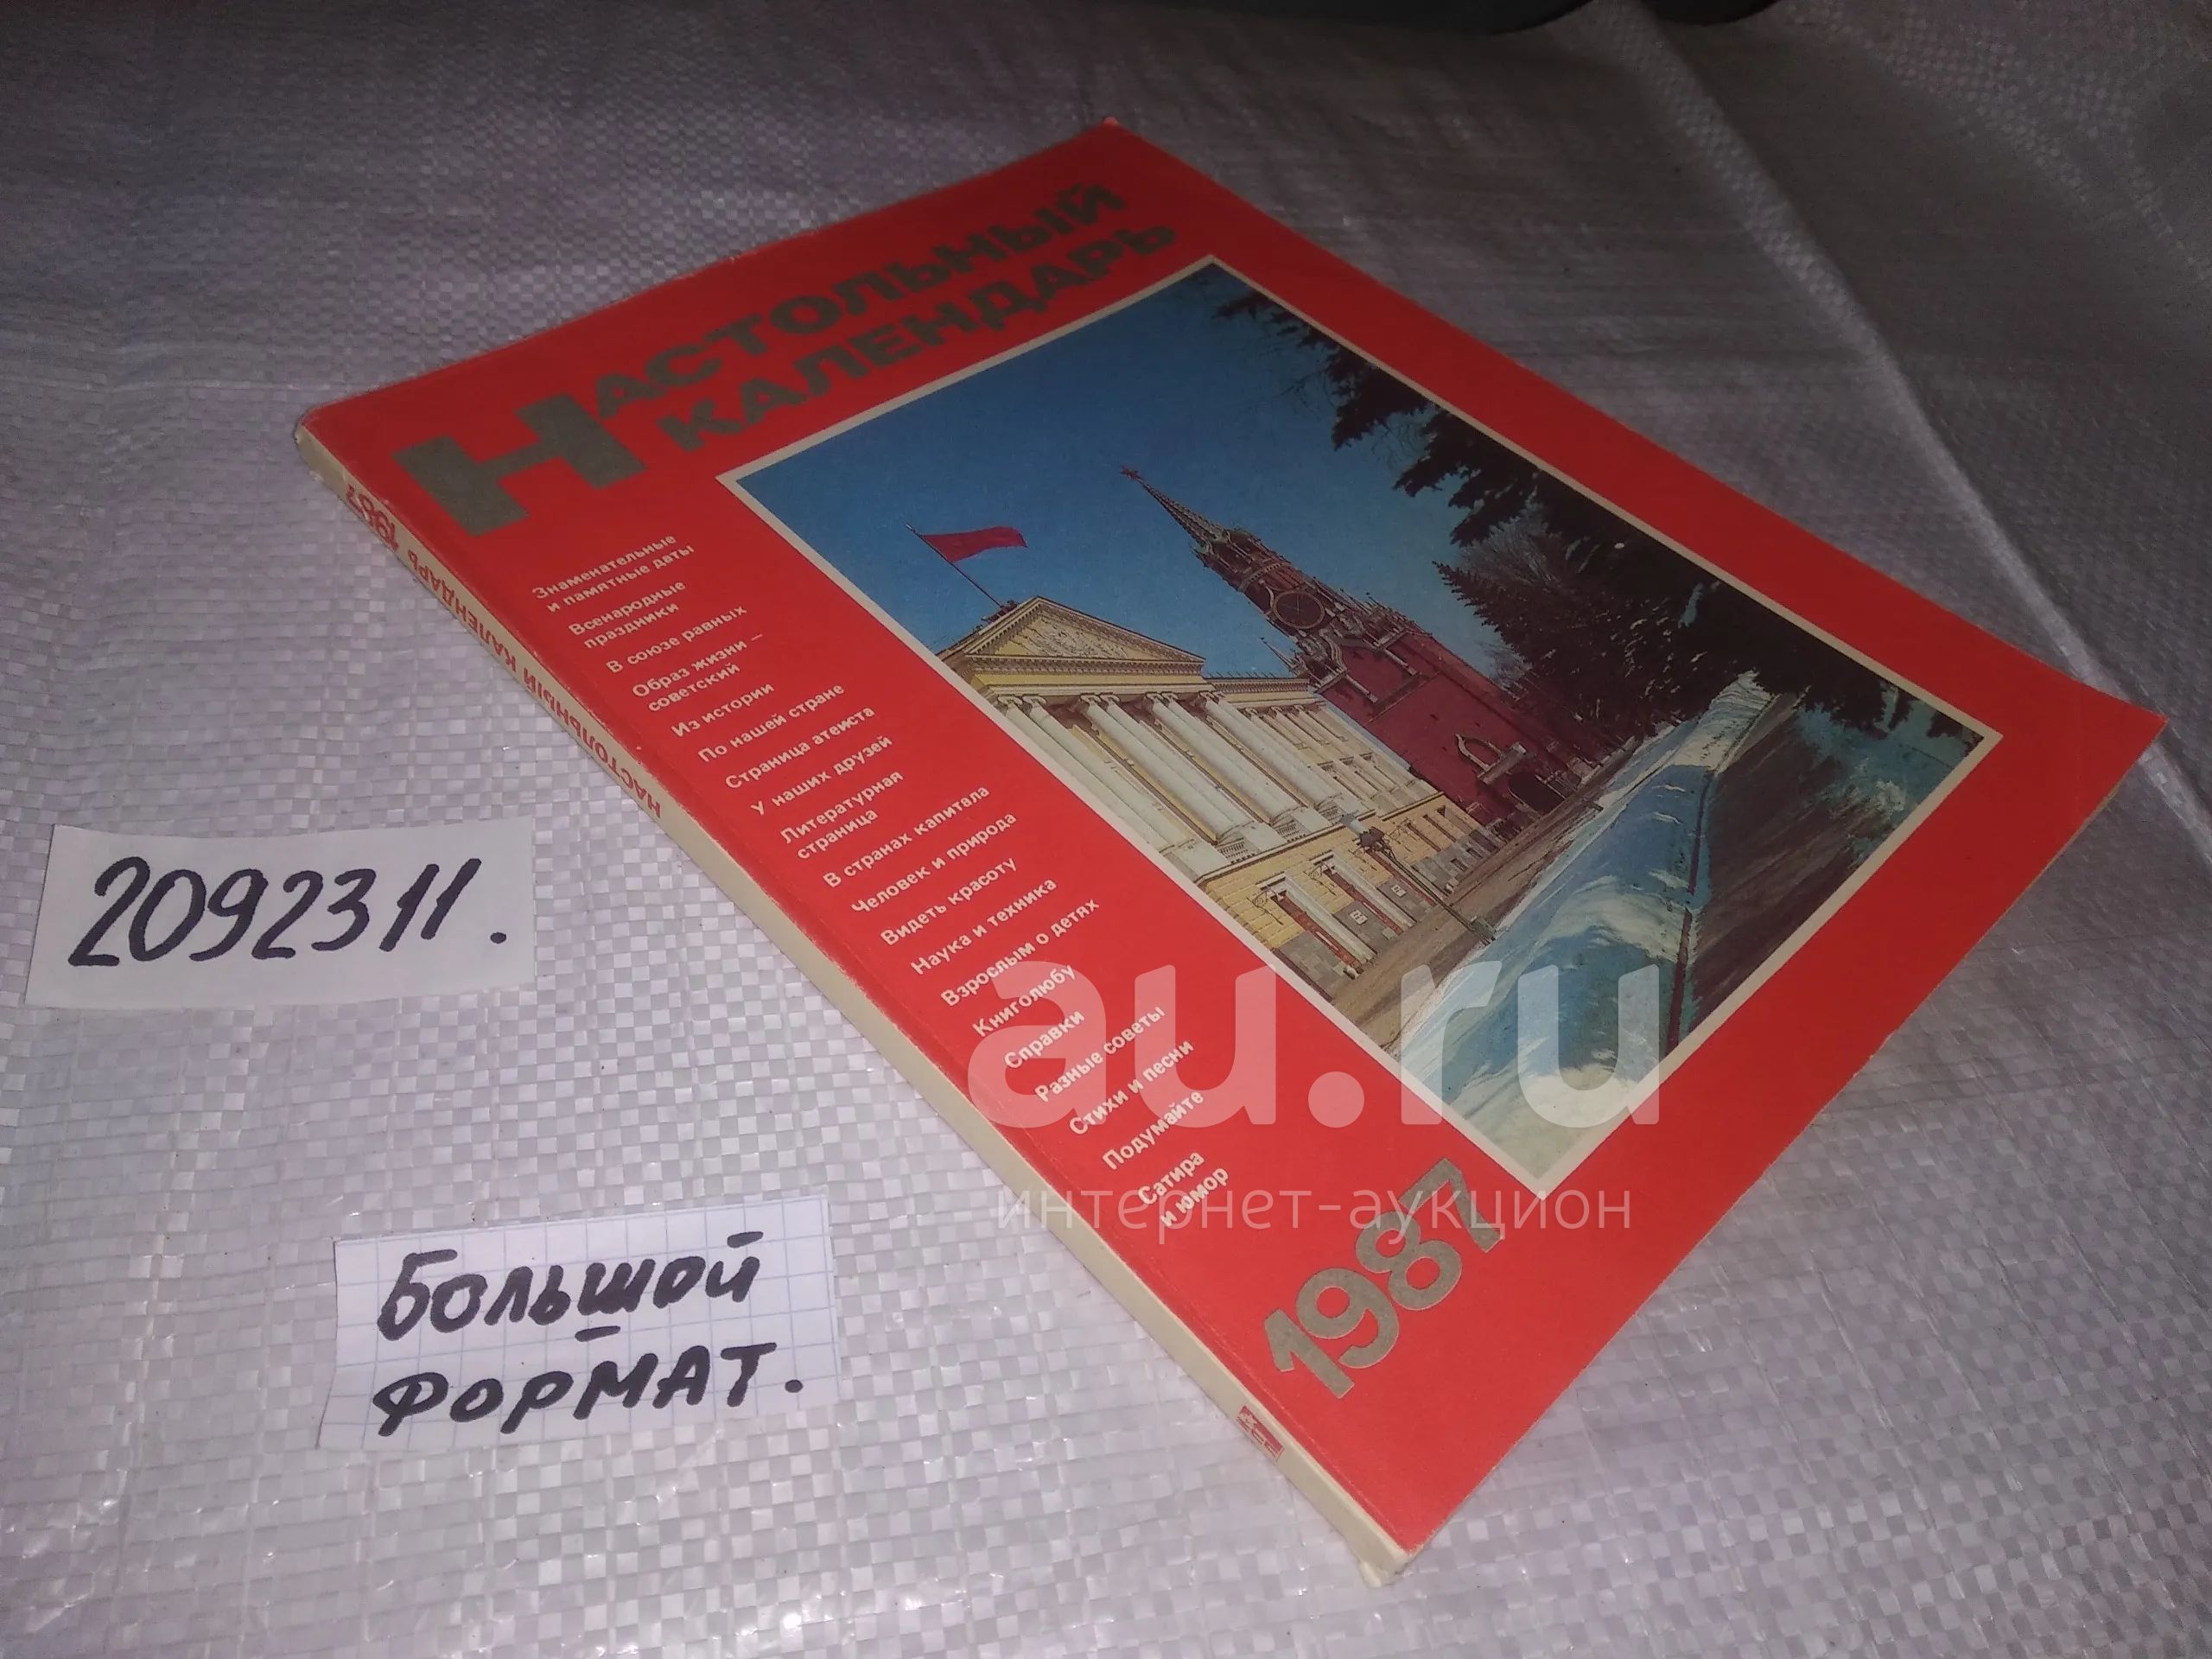 НАСТОЛЬНЫЙ
КАЛЕНДАРЬ
Знаменательные
и памятные даты
Всенародные
праздники
В союзе равных
Образ жизни —
советский
Из истории
По нашей стране
Страница атеиста
У наших друзей
Литературная
страница
В странах капитала
Человек и природа
Видеть красоту
Наука и техника
Взрослым о детях
Книголюбу
Справки
Разные советы
Стихи и песни
Подумайте
Сатира
и юмор
1987
НАСТОЛЬНЫЙ КАЛЕНДАРЬ 1987
2092311.
Большой
формат.
au.ru
интернет-аукцион